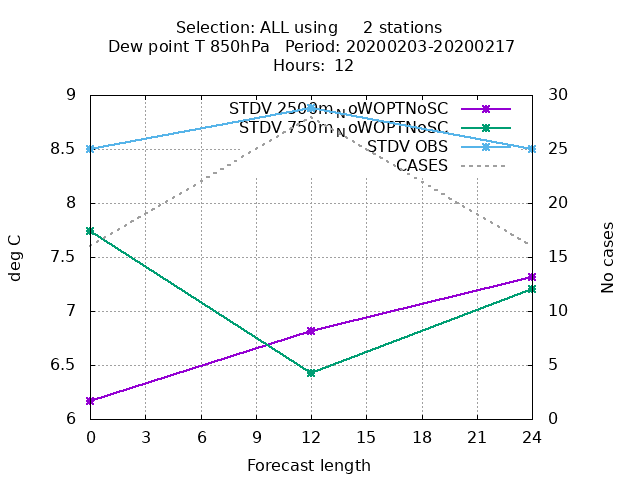 Selection: ALL using 2 stations
Dew point T 850hPa Period: 20200203-20200217
Hours: 12
STDV 2500m_NoWOPTNoSC
STDV 750m_NoWOPTNoSC
STDV OBS
CASES
deg C
9
8.5
8
7.5
7
6.5
6
30
25
20
15
10
5
0
No cases
0 3 6 9 12 15 18 21 24
Forecast length